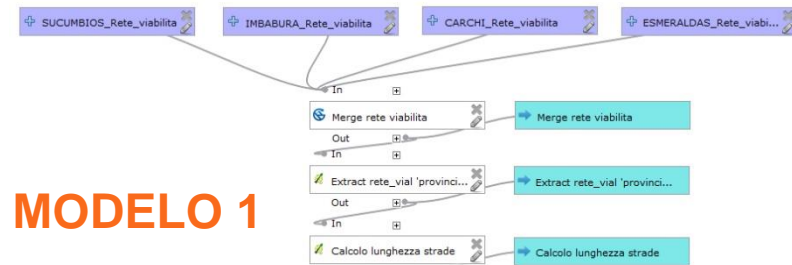 SUCUMBIOS_Rete_viabilita
IMBABURA_Rete_viabilita
CARCHI_Rete_viabilita
ESMERALDAS_Rete_viabi...
In
Merge rete viabilita
Merge rete viabilita
Out
In
Extract rete_vial 'provinci...
Extract rete_vial 'provinci...
Out
In
MODELO 1
Calcolo lunghezza strade
Calcolo lunghezza strade